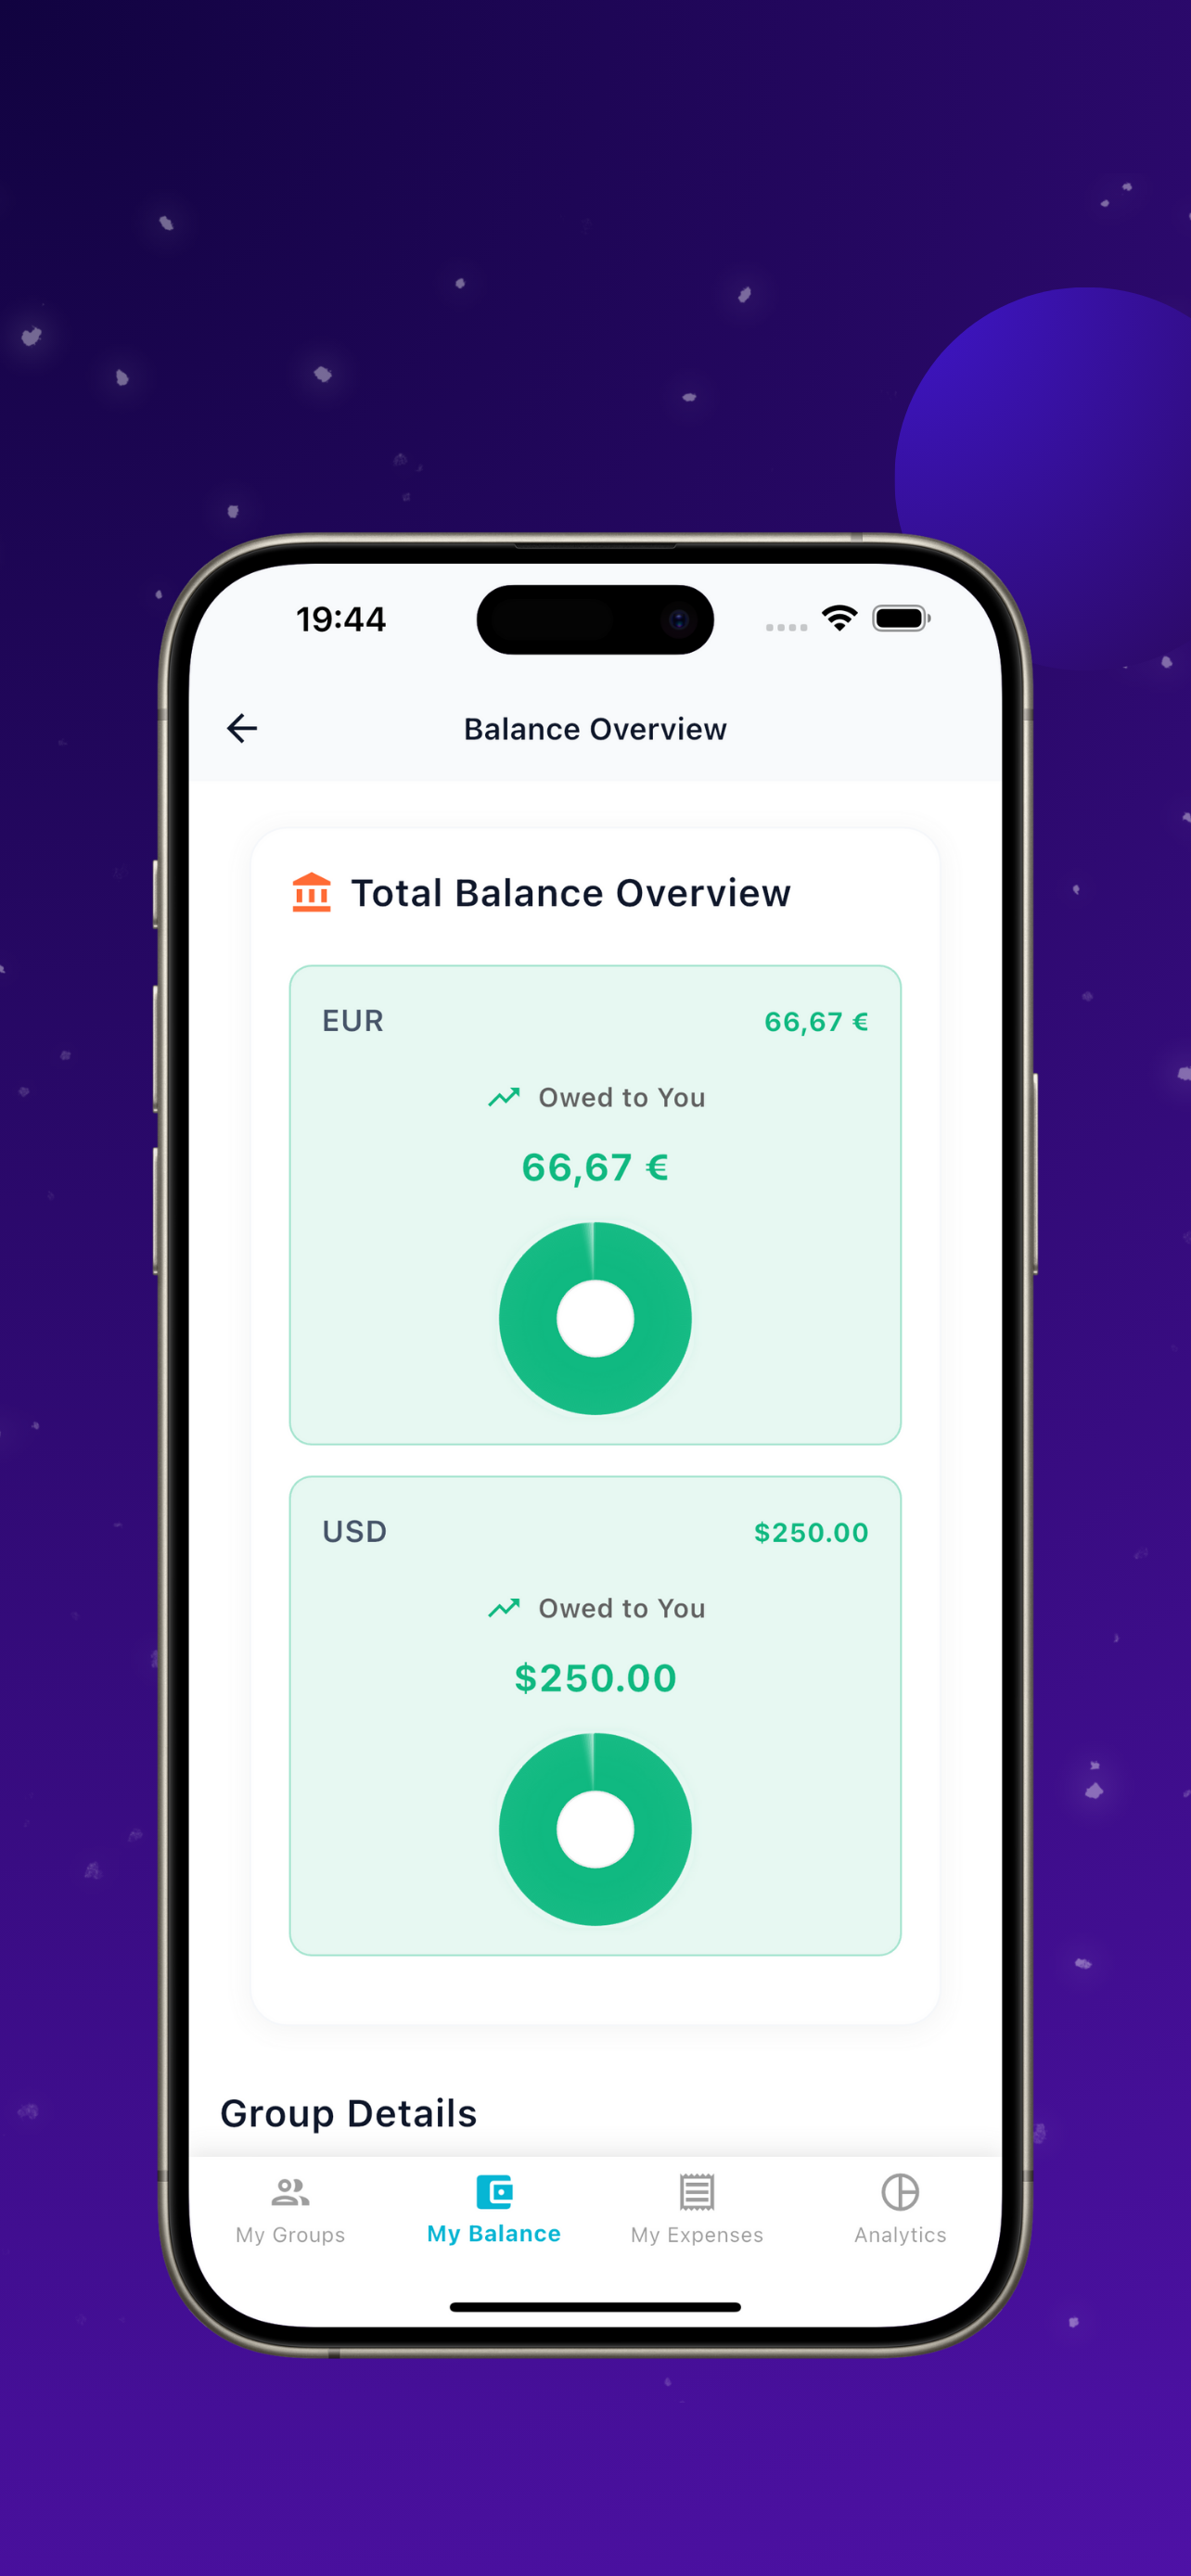 19:44
Balance Overview
Total Balance Overview
EUR 66,67 €
Owed to You
66,67 €
USD $250.00
Owed to You
$250.00
Group Details
My Groups My Balance My Expenses Analytics